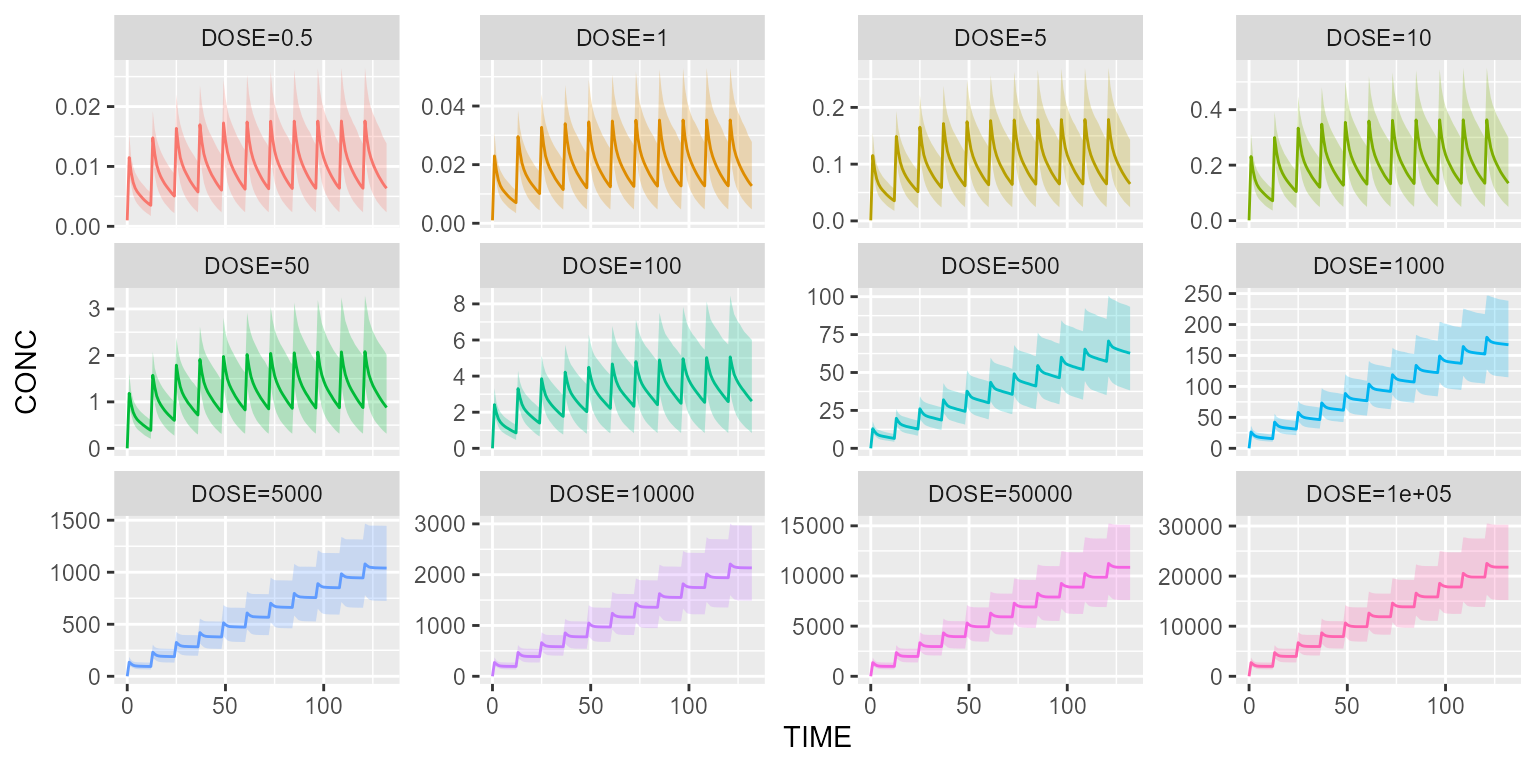 DOSE=0.5
DOSE=1
DOSE=5
DOSE=10
0.02
0.01
0.00
0.04
0.02
0.00
0.2
0.1
0.0
0.4
0.2
0.0
DOSE=50
DOSE=100
DOSE=500
DOSE=1000
3
2
1
0
8
6
4
2
0
100
75
50
25
0
250
200
150
100
50
0
CONC
DOSE=5000
DOSE=10000
DOSE=50000
DOSE=1e+05
1500
1000
500
0
3000
2000
1000
0
15000
10000
5000
0
30000
20000
10000
0
0 50 100
0 50 100
0 50 100
0 50 100
TIME